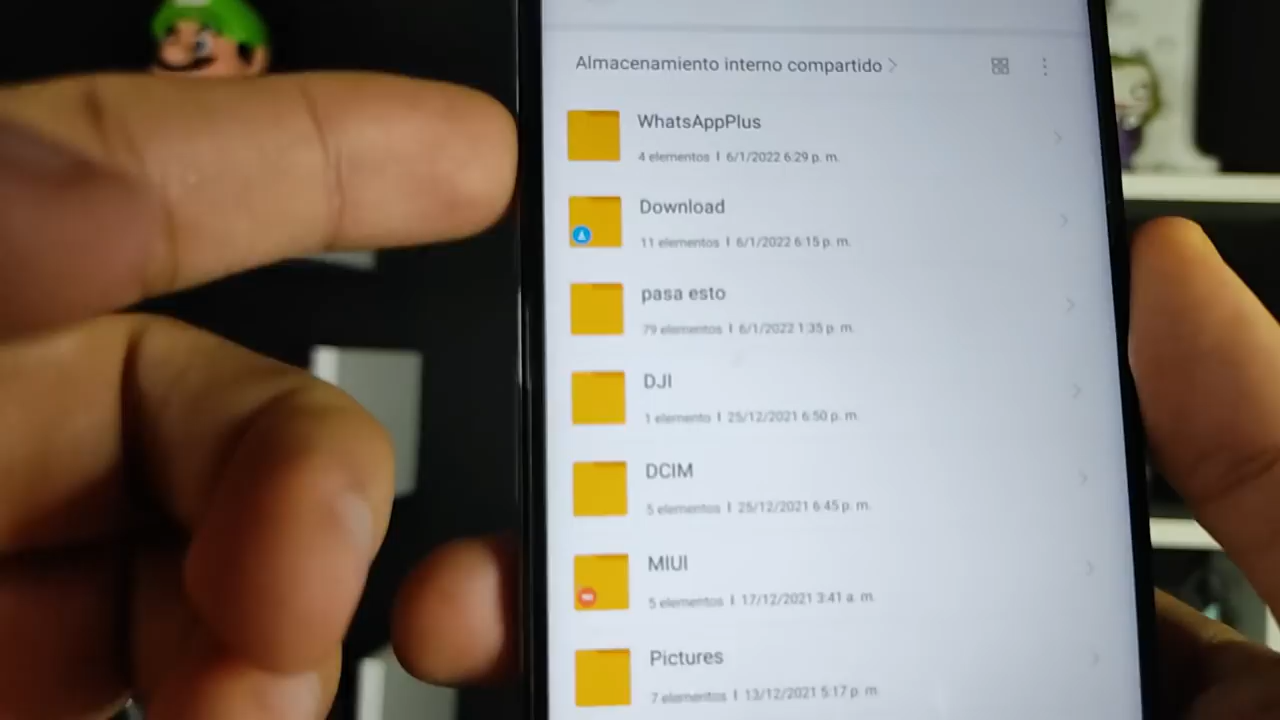 Almacenamiento interno compartido >
WhatsAppPlus
4 elementos | 6/1/2022 6:29 p. m.
Download
11 elementos | 6/1/2022 6:15 p. m.
pasa esto
79 elementos | 6/1/2022 1:35 p. m.
DJI
1 elemento | 25/12/2021 6:50 p. m.
DCIM
5 elementos | 25/12/2021 6:45 p. m.
MIUI
5 elementos | 17/12/2021 3:41 a. m.
Pictures
7 elementos | 13/12/2021 5:17 p. m.